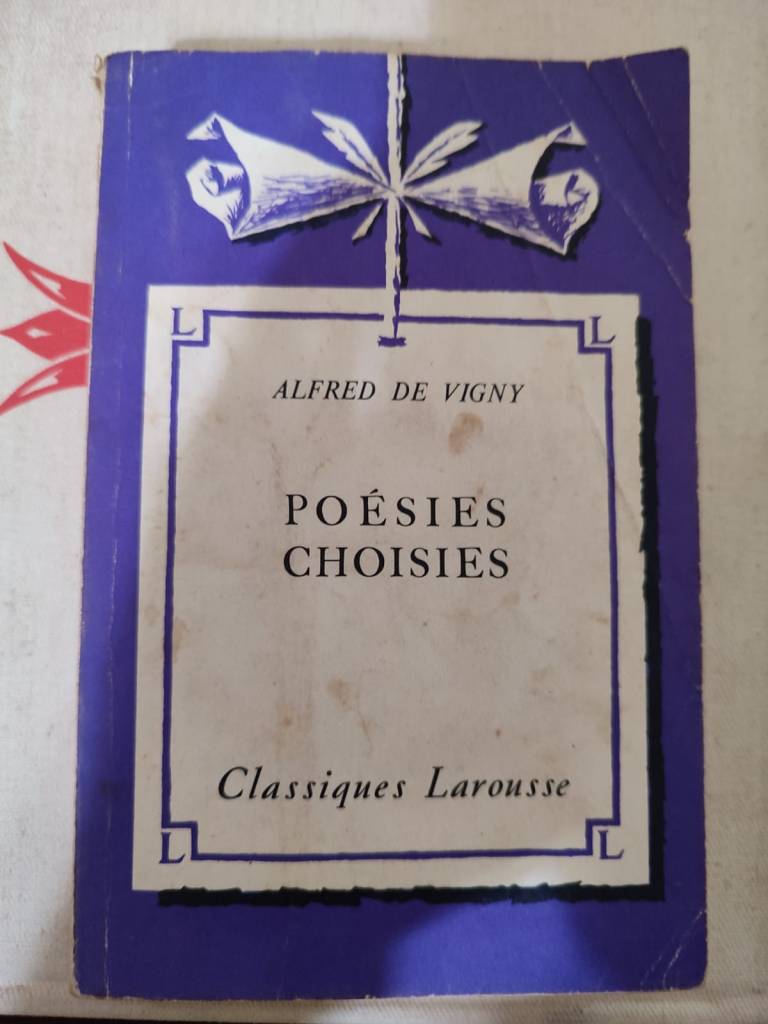 L L
ALFRED DE VIGNY
POÉSIES
CHOISIES
Classiques Larousse
L L